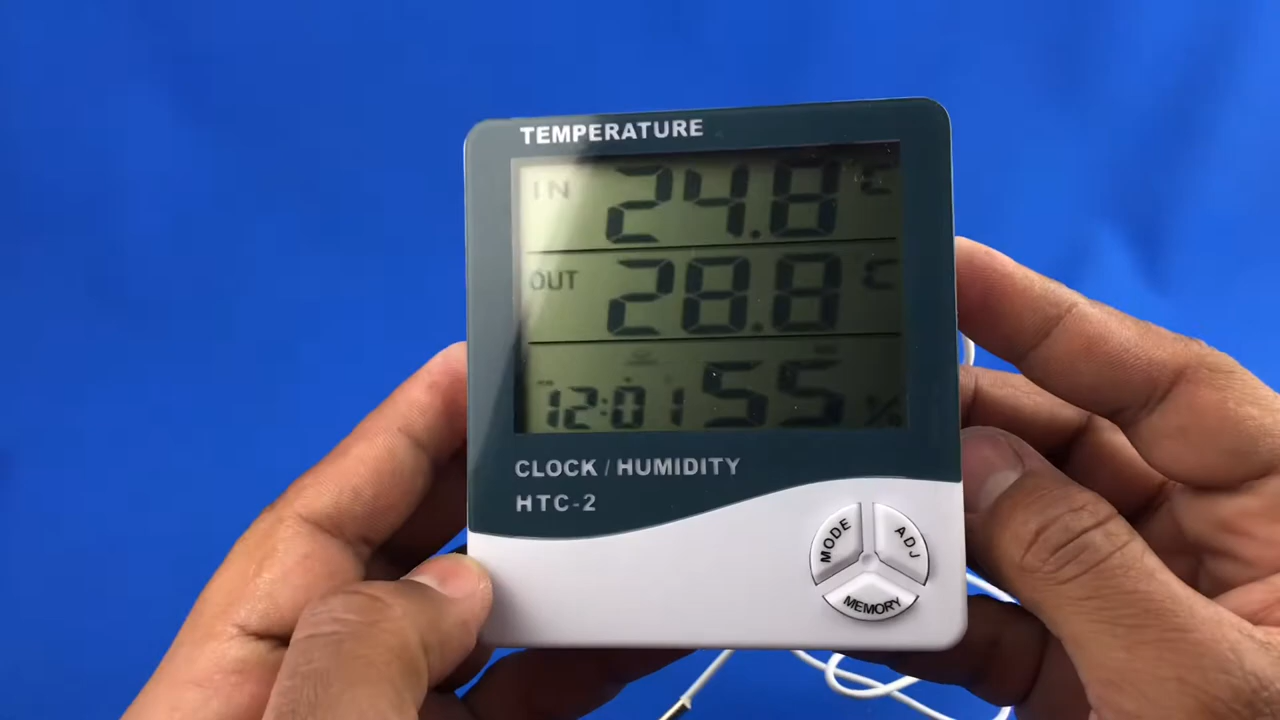 TEMPERATURE
IN 24.8 °C
OUT 28.8 °C
12:01 55 %
CLOCK / HUMIDITY
HTC-2
MODE ADJ
MEMORY